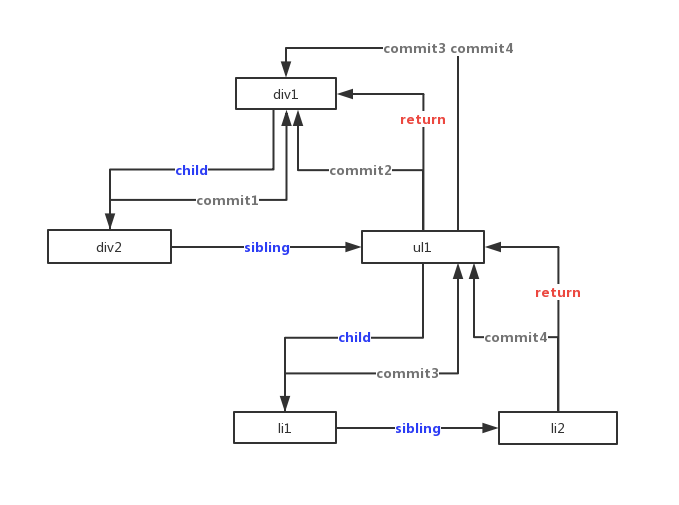 commit3 commit4
div1
return
child
commit2
commit1
div2
sibling
ul1
return
child
commit4
commit3
li1
sibling
li2